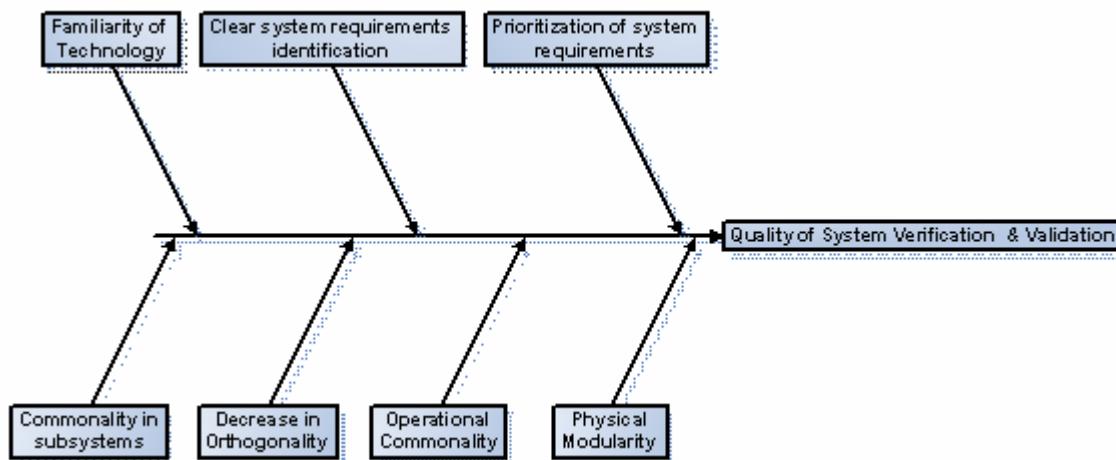 Familiarity of
Technology
Clear system requirements
identification
Prioritization of system
requirements
Quality of System Verification & Validation
Commonality in
subsystems
Decrease in
Orthogonality
Operational
Commonality
Physical
Modularity